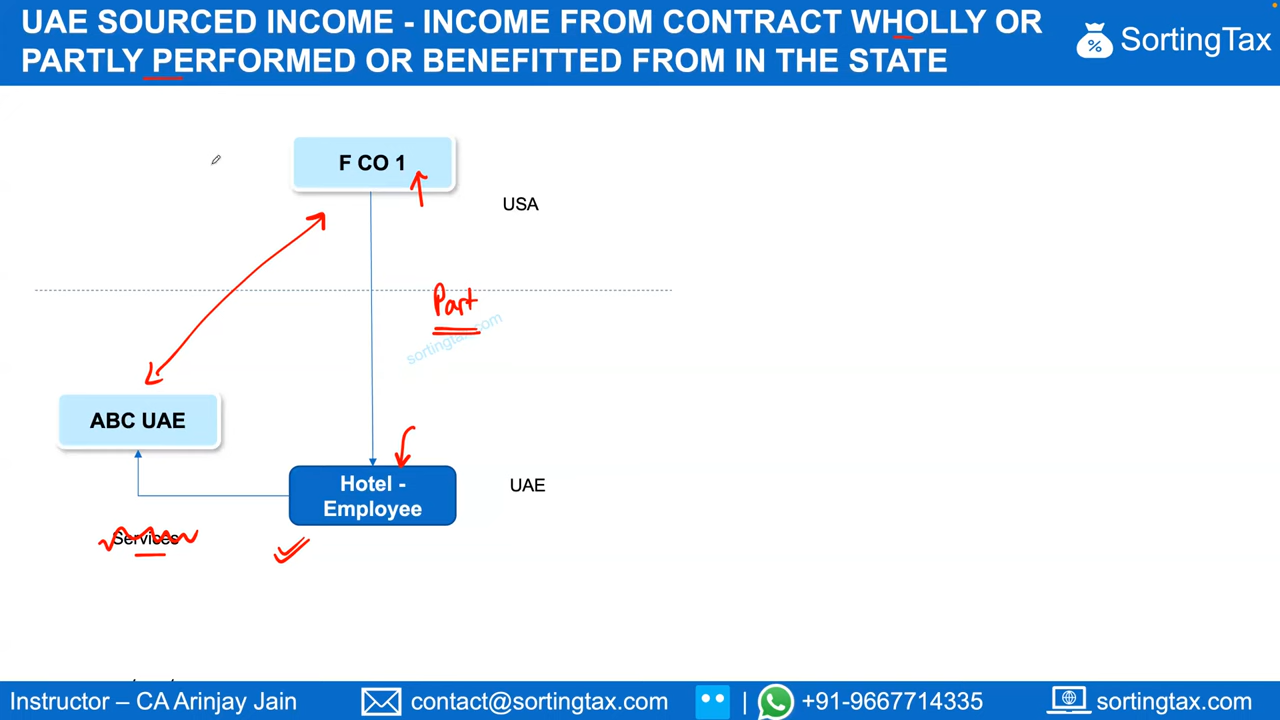 UAE SOURCED INCOME - INCOME FROM CONTRACT WHOLLY OR
PARTLY PERFORMED OR BENEFITTED FROM IN THE STATE
SortingTax
F CO 1
USA
Part
sortingtax.com
ABC UAE
Hotel -
Employee
UAE
Services
Instructor – CA Arinjay Jain
contact@sortingtax.com
|
+91-9667714335
sortingtax.com